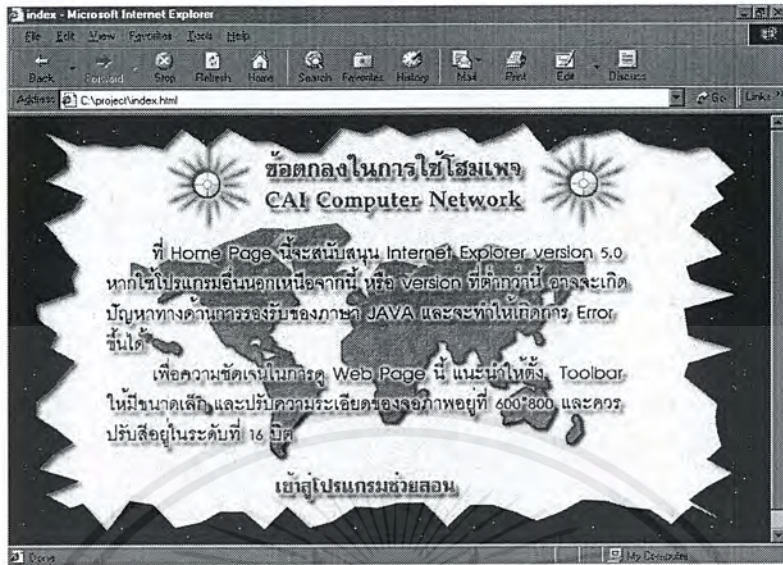 index - Microsoft Internet Explorer
File Edit View Favorites Tools Help
Back Forward Stop Refresh Home Search Favorites History Mail Print Edit Discuss
Address C:\project\index.html Go Links
ข้อตกลงในการใช้โฮมเพจ
CAI Computer Network
ที่ Home Page นี้จะสนับสนุน Internet Explorer version 5.0
หากใช้โปรแกรมอื่นนอกเหนือจากนี้ หรือ version ที่ต่ำกว่านี้ อาจจะเกิด
ปัญหาทางด้านการรองรับของภาษา JAVA และจะทำให้เกิดการ Error
ขึ้นได้
เพื่อความชัดเจนในการดู Web Page นี้ แนะนำให้ตั้ง Toolbar
ให้มีขนาดเล็ก และปรับความระเอียดของจอภาพอยู่ที่ 600*800 และควร
ปรับสีอยู่ในระดับที่ 16 บิต
เข้าสู่โปรแกรมช่วยสอน
Done My Computer